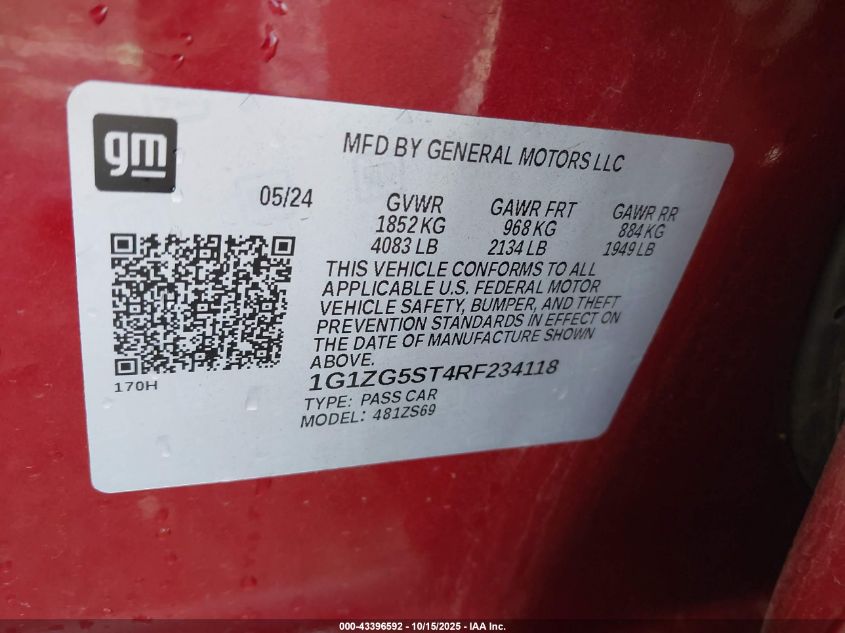 gm
MFD BY GENERAL MOTORS LLC
05/24 GVWR GAWR FRT GAWR RR
1852 KG 968 KG 884 KG
4083 LB 2134 LB 1949 LB
THIS VEHICLE CONFORMS TO ALL
APPLICABLE U.S. FEDERAL MOTOR
VEHICLE SAFETY, BUMPER, AND THEFT
PREVENTION STANDARDS IN EFFECT ON
THE DATE OF MANUFACTURE SHOWN
ABOVE.
170H
1G1ZG5ST4RF234118
TYPE: PASS CAR
MODEL: 481ZS69
000-43396592 - 10/15/2025 - IAA Inc.